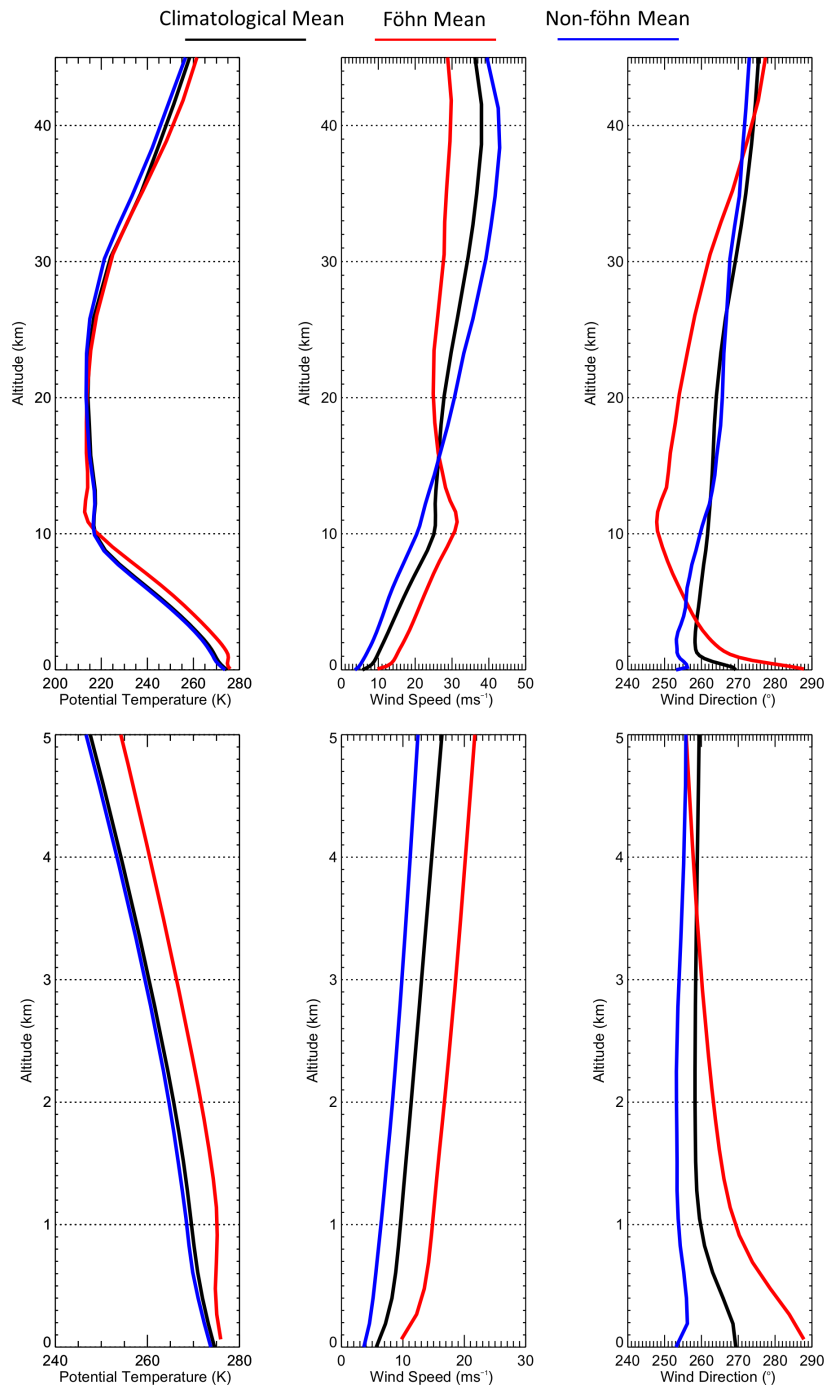 Climatological Mean Föhn Mean Non-föhn Mean
40
30
20
10
0
Altitude (km)
200 220 240 260 280
Potential Temperature (K)
40
30
20
10
0
Altitude (km)
0 10 20 30 40 50
Wind Speed (ms⁻¹)
40
30
20
10
0
Altitude (km)
240 250 260 270 280 290
Wind Direction (°)
5
4
3
2
1
0
Altitude (km)
240 260 280
Potential Temperature (K)
5
4
3
2
1
0
Altitude (km)
0 10 20 30
Wind Speed (ms⁻¹)
5
4
3
2
1
0
Altitude (km)
240 250 260 270 280 290
Wind Direction (°)